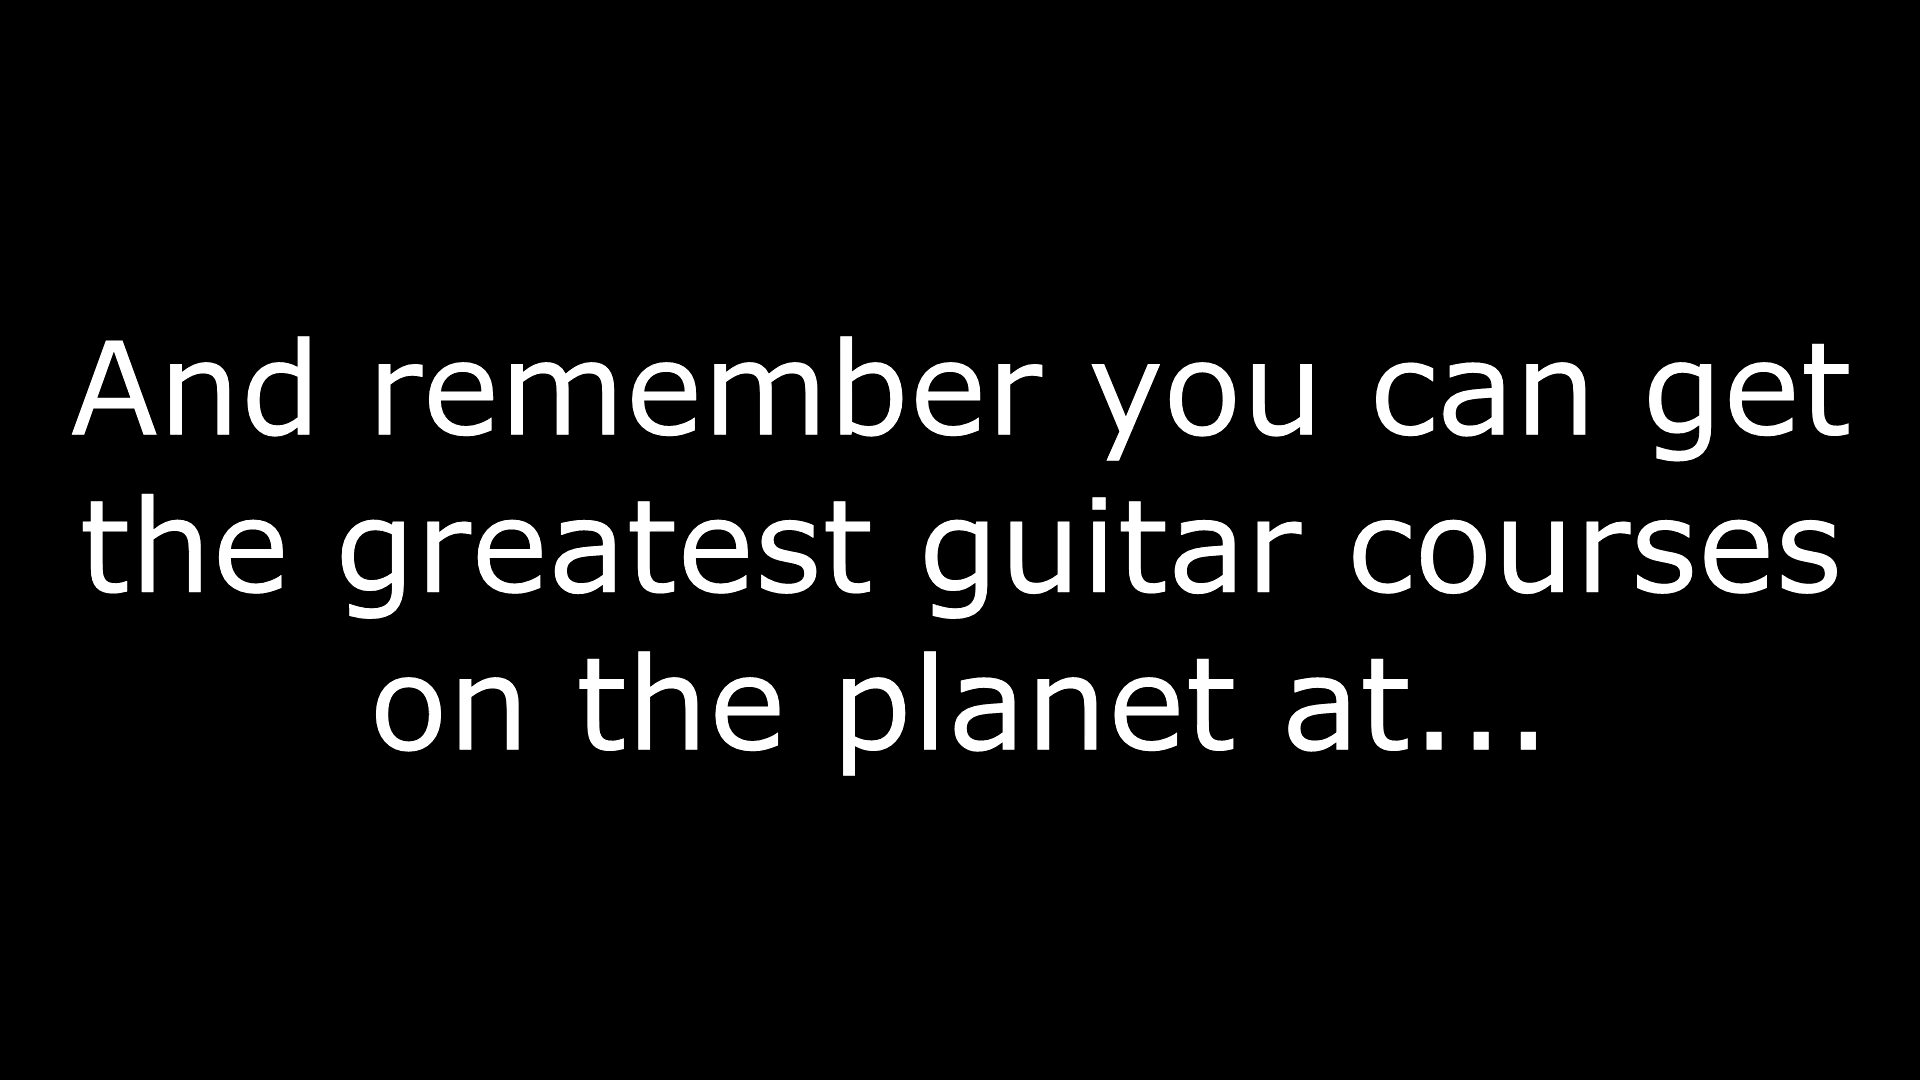 And remember you can get
the greatest guitar courses
on the planet at...